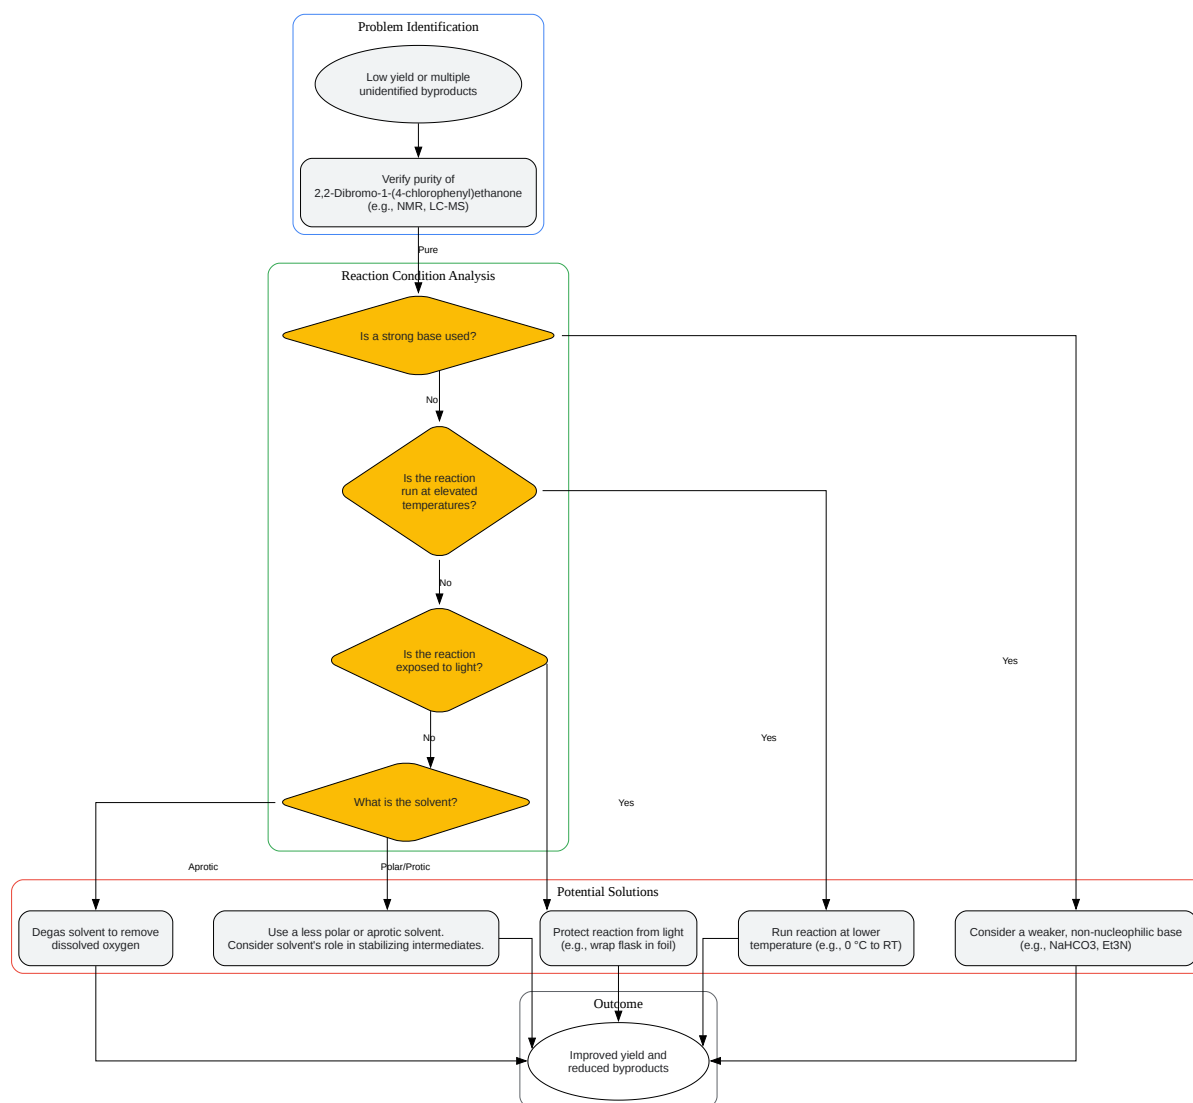 Problem Identification
Low yield or multiple
unidentified byproducts
Verify purity of
2,2-Dibromo-1-(4-chlorophenyl)ethanone
(e.g., NMR, LC-MS)
Pure
Reaction Condition Analysis
Is a strong base used?
No
Is the reaction
run at elevated
temperatures?
No
Is the reaction
exposed to light?
Yes
No
Yes
What is the solvent?
Yes
Aprotic
Polar/Protic
Potential Solutions
Degas solvent to remove
dissolved oxygen
Use a less polar or aprotic solvent.
Consider solvent's role in stabilizing intermediates.
Protect reaction from light
(e.g., wrap flask in foil)
Run reaction at lower
temperature (e.g., 0 °C to RT)
Consider a weaker, non-nucleophilic base
(e.g., NaHCO3, Et3N)
Outcome
Improved yield and
reduced byproducts